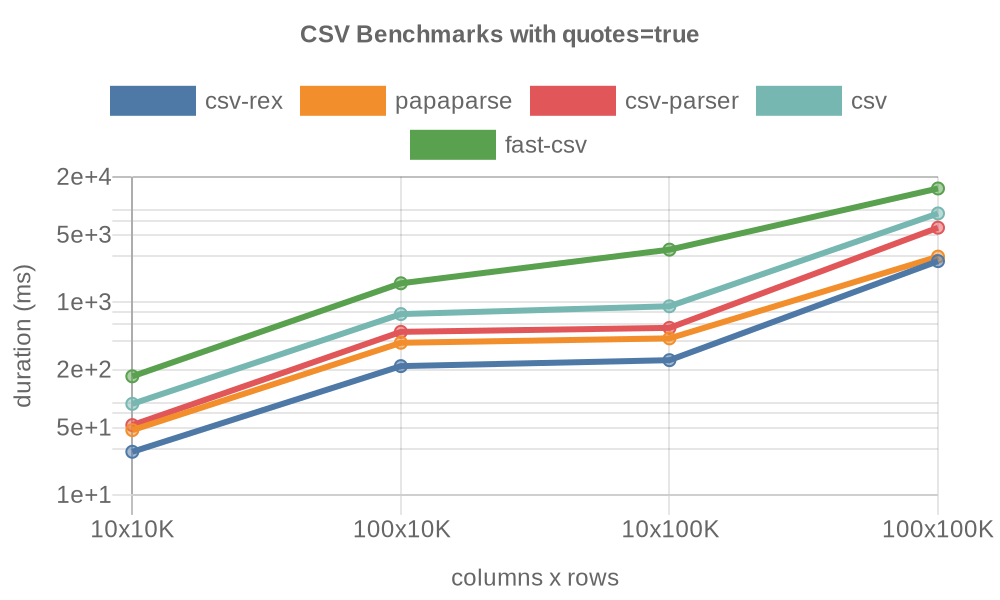 CSV Benchmarks with quotes=true
csv-rex papaparse csv-parser csv
fast-csv
2e+4
5e+3
1e+3
2e+2
5e+1
1e+1
duration (ms)
10x10K 100x10K 10x100K 100x100K
columns x rows